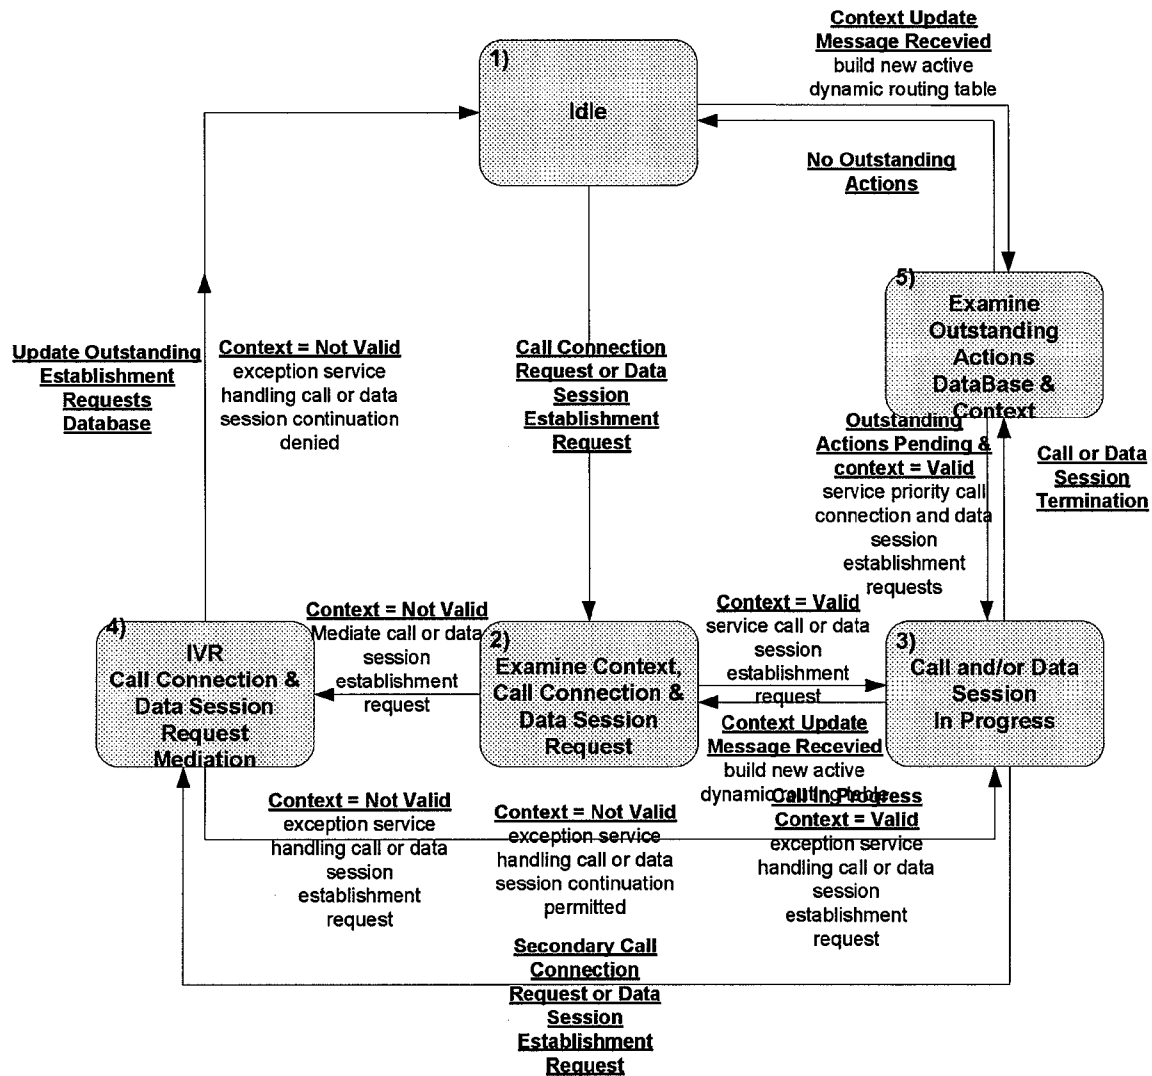 Context Update
Message Recevied
build new active
dynamic routing table
1)
Idle
No Outstanding
Actions
5)
Examine
Outstanding
Actions
DataBase &
Context
Update Outstanding
Establishment
Requests
Database
Context = Not Valid
exception service
handling call or data
session continuation
denied
Call Connection
Request or Data
Session
Establishment
Request
Outstanding
Actions Pending &
context = Valid
service priority call
connection and data
session
establishment
requests
Call or Data
Session
Termination
4)
IVR
Call Connection &
Data Session
Request
Mediation
Context = Not Valid
Mediate call or data
session
establishment
request
2)
Examine Context,
Call Connection &
Data Session
Request
Context = Valid
service call or data
session
establishment
request
3)
Call and/or Data
Session
In Progress
Context Update
Message Recevied
build new active
dynamic routing table
Context = Not Valid
exception service
handling call or data
session
establishment
request
Context = Not Valid
exception service
handling call or data
session continuation
permitted
Call In Progress
Context = Valid
exception service
handling call or data
session
establishment
request
Secondary Call
Connection
Request or Data
Session
Establishment
Request